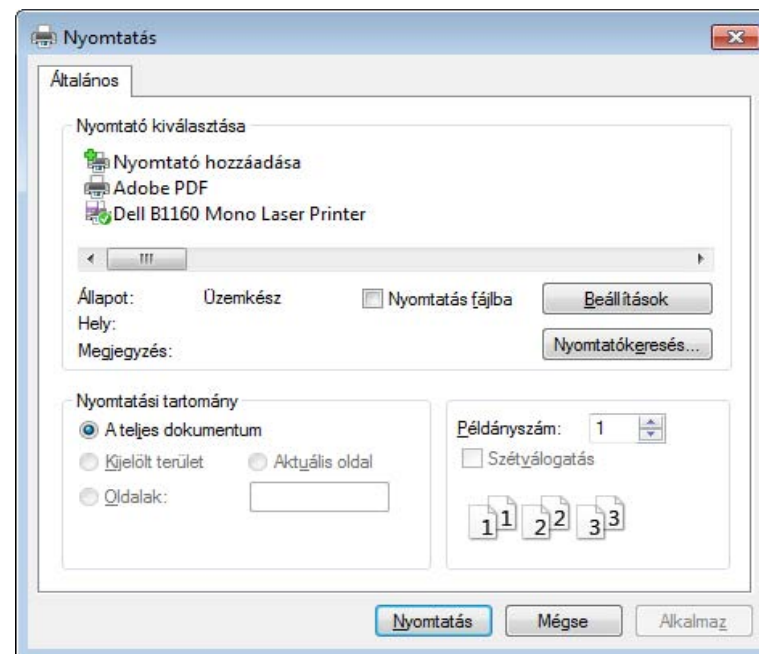 Nyomtatás
Általános
Nyomtató kiválasztása
Nyomtató hozzáadása
Adobe PDF
Dell B1160 Mono Laser Printer
Állapot: Üzemkész Nyomtatás fájlba Beállítások
Hely:
Megjegyzés: Nyomtatókeresés...
Nyomtatási tartomány
A teljes dokumentum
Kijelölt terület Aktuális oldal
Oldalak:
Példányszám: 1
Szétválogatás
1 1 2 2 3 3
Nyomtatás Mégse Alkalmaz